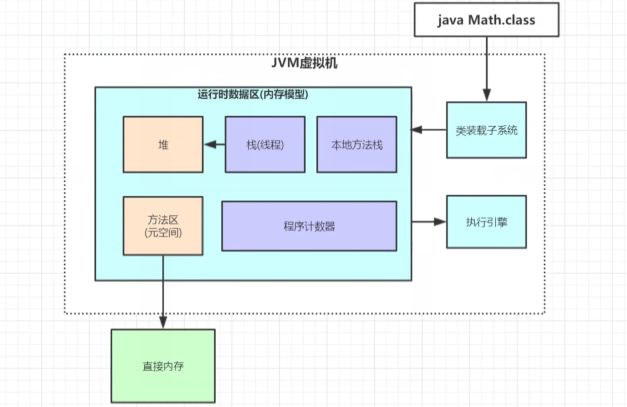 java Math.class
JVM虚拟机
运行时数据区(内存模型)
堆
栈(线程)
本地方法栈
类装载子系统
方法区
(元空间)
程序计数器
执行引擎
直接内存